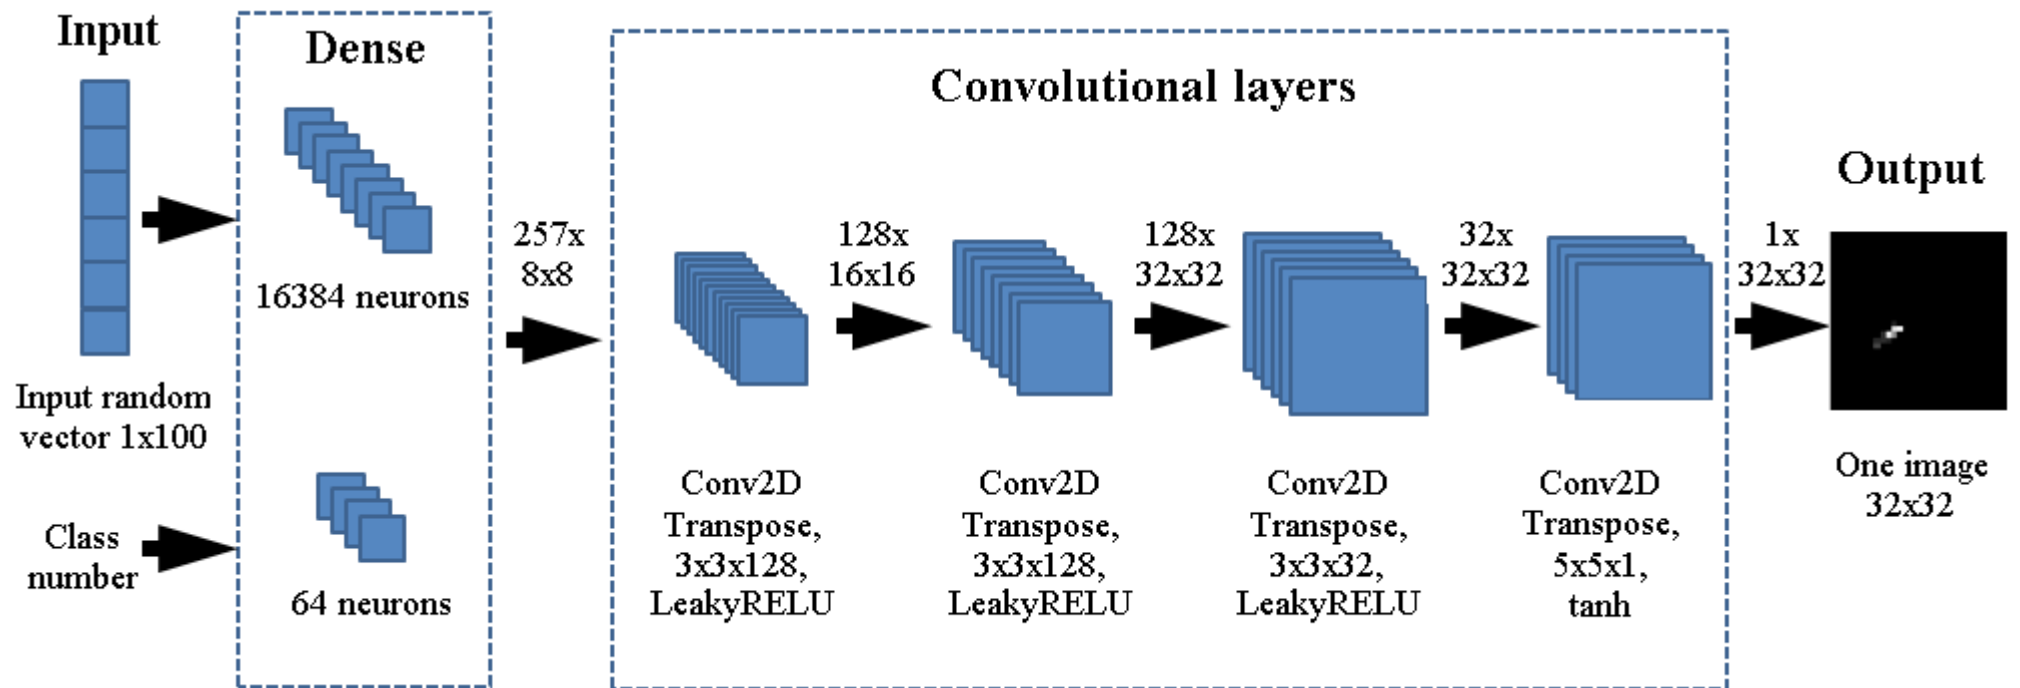 Input
Input random
vector 1x100
Class
number
Dense
16384 neurons
64 neurons
257x
8x8
Convolutional layers
128x
16x16
128x
32x32
32x
32x32
1x
32x32
Conv2D
Transpose,
3x3x128,
LeakyRELU
Conv2D
Transpose,
3x3x128,
LeakyRELU
Conv2D
Transpose,
3x3x32,
LeakyRELU
Conv2D
Transpose,
5x5x1,
tanh
Output
One image
32x32